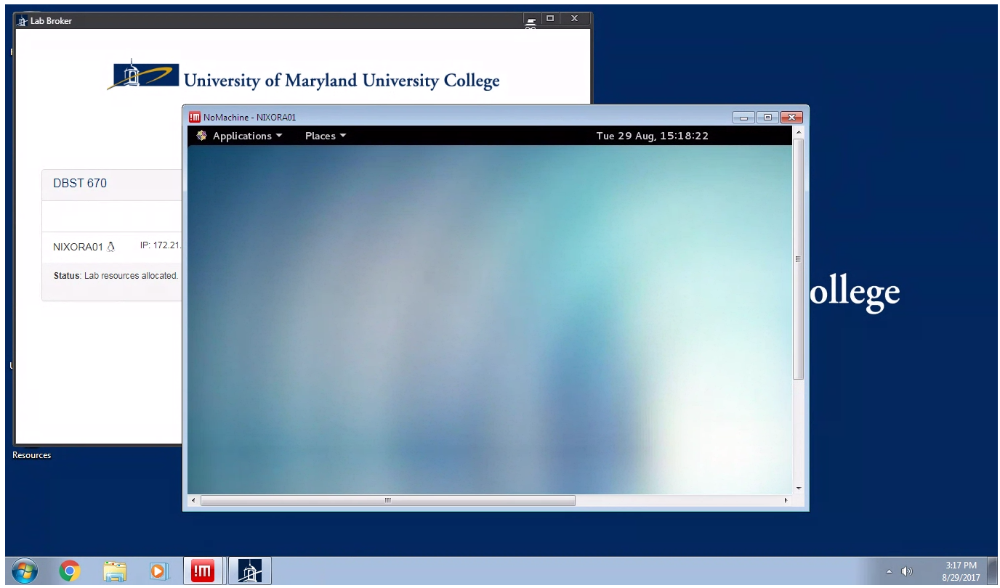 Lab Broker
University of Maryland University College
NoMachine - NIXORA01
Applications Places Tue 29 Aug, 15:18:22
DBST 670
NIXORA01 IP: 172.21.
Status: Lab resources allocated.
ollege
Resources
!m
3:17 PM
8/29/2017